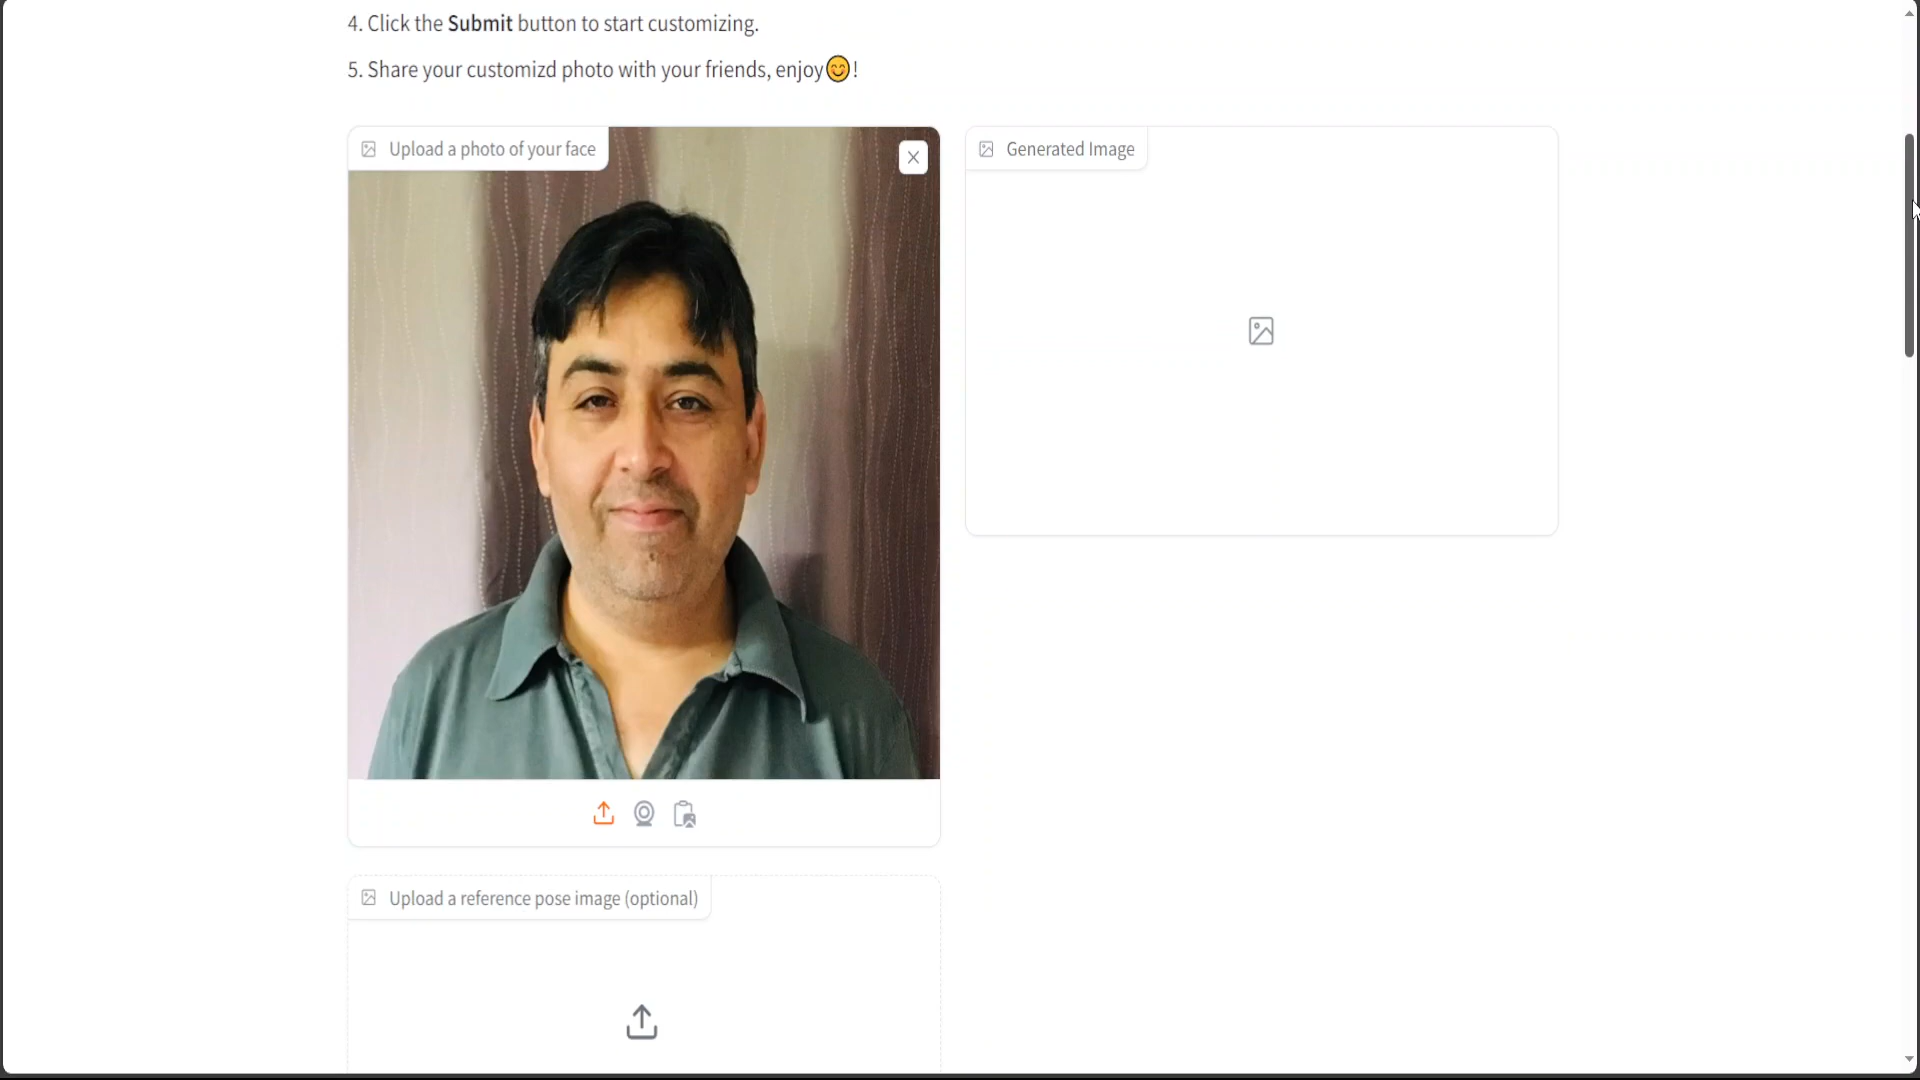 4. Click the Submit button to start customizing.
5. Share your customizd photo with your friends, enjoy😊!
Upload a photo of your face
Generated Image
Upload a reference pose image (optional)